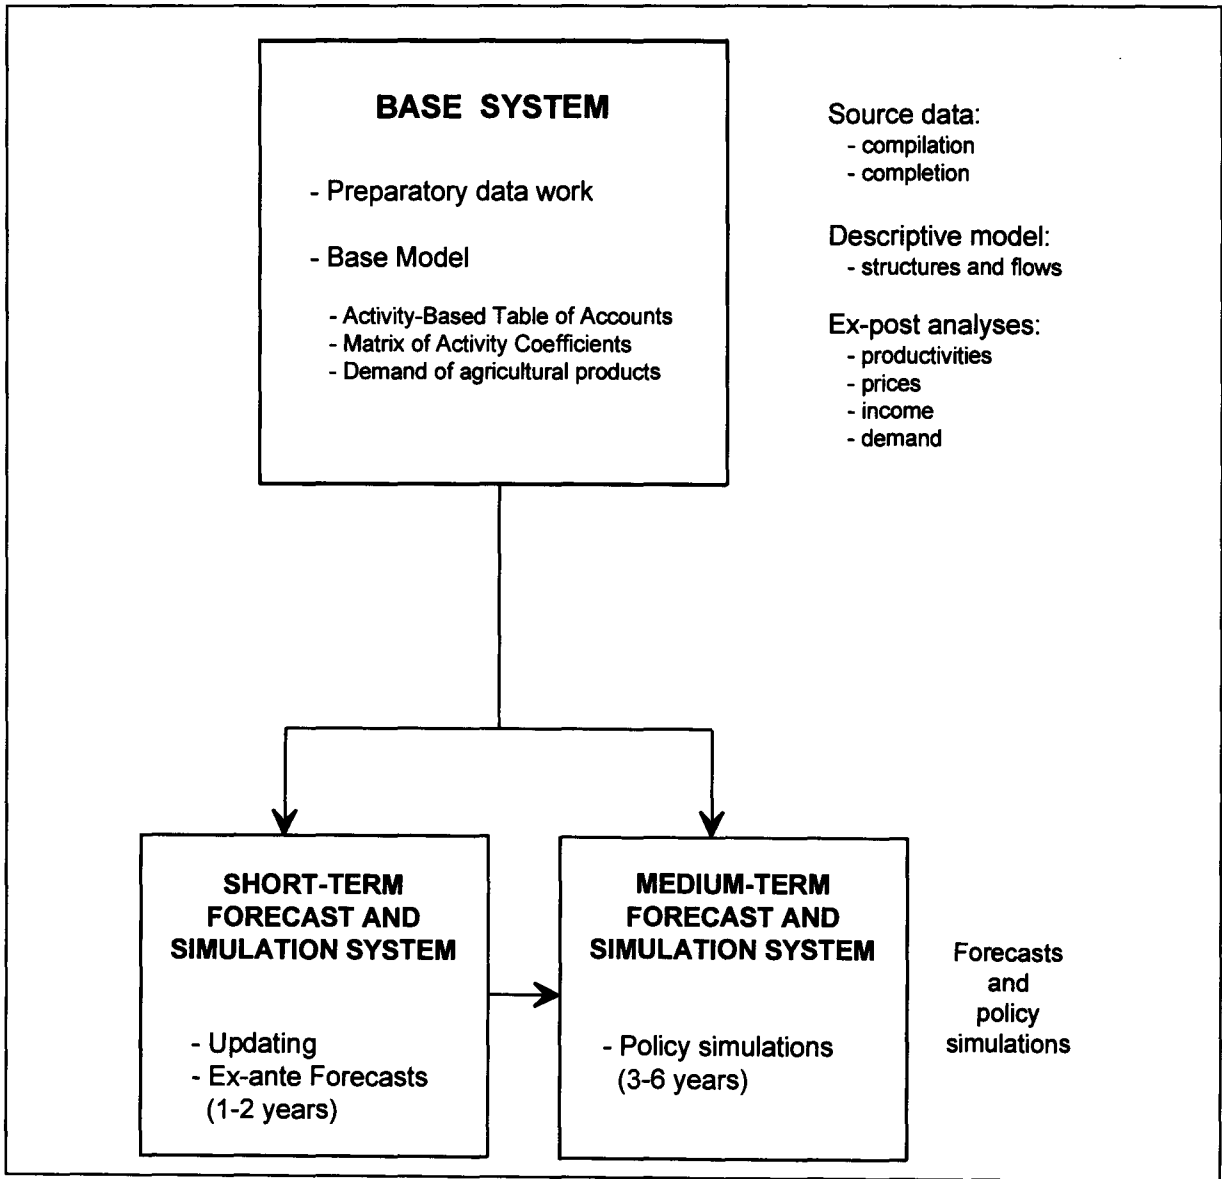 BASE SYSTEM
- Preparatory data work
- Base Model
- Activity-Based Table of Accounts
- Matrix of Activity Coefficients
- Demand of agricultural products
Source data:
- compilation
- completion
Descriptive model:
- structures and flows
Ex-post analyses:
- productivities
- prices
- income
- demand
SHORT-TERM
FORECAST AND
SIMULATION SYSTEM
- Updating
- Ex-ante Forecasts
(1-2 years)
MEDIUM-TERM
FORECAST AND
SIMULATION SYSTEM
- Policy simulations
(3-6 years)
Forecasts
and
policy
simulations